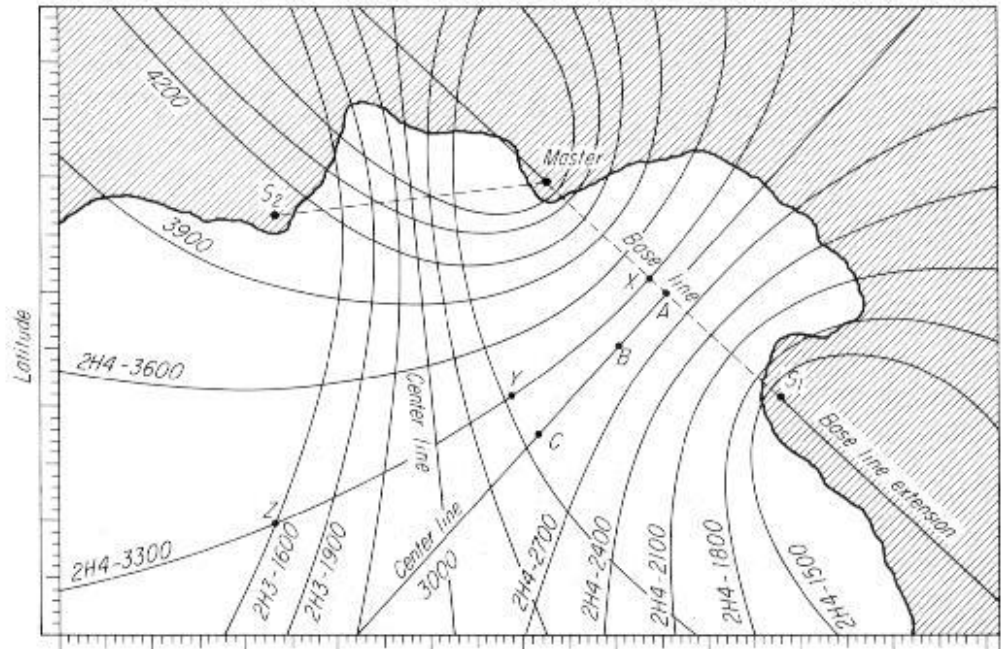 4200
Master
S2
3900
Base line
X
A
Latitude
2H4-3600
B
Y
S1
Center line
C
Base line extension
Z
2H4-3300
2H3-1600
2H3-1900
Center line
3000
2H4-2700
2H4-2400
2H4-2100
2H4-1800
2H4-1500